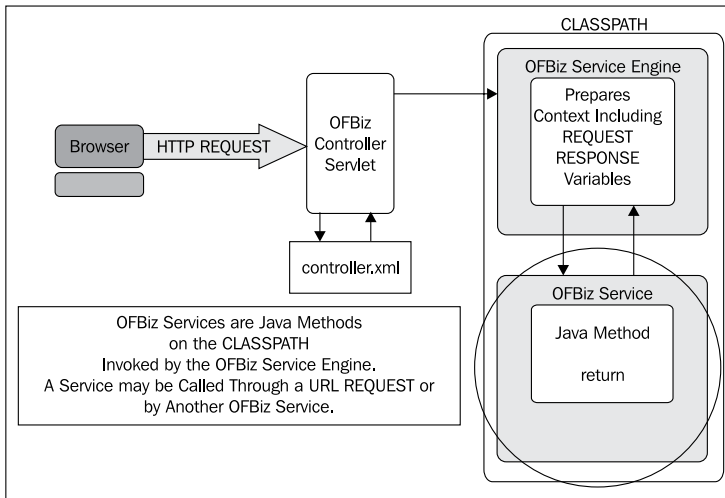 CLASSPATH
OFBiz Service Engine
Prepares
Context Including
REQUEST
RESPONSE
Variables
OFBiz
Controller
Servlet
Browser
HTTP REQUEST
controller.xml
OFBiz Services are Java Methods
on the CLASSPATH
Invoked by the OFBiz Service Engine.
A Service may be Called Through a URL REQUEST or
by Another OFBiz Service.
OFBiz Service
Java Method
return